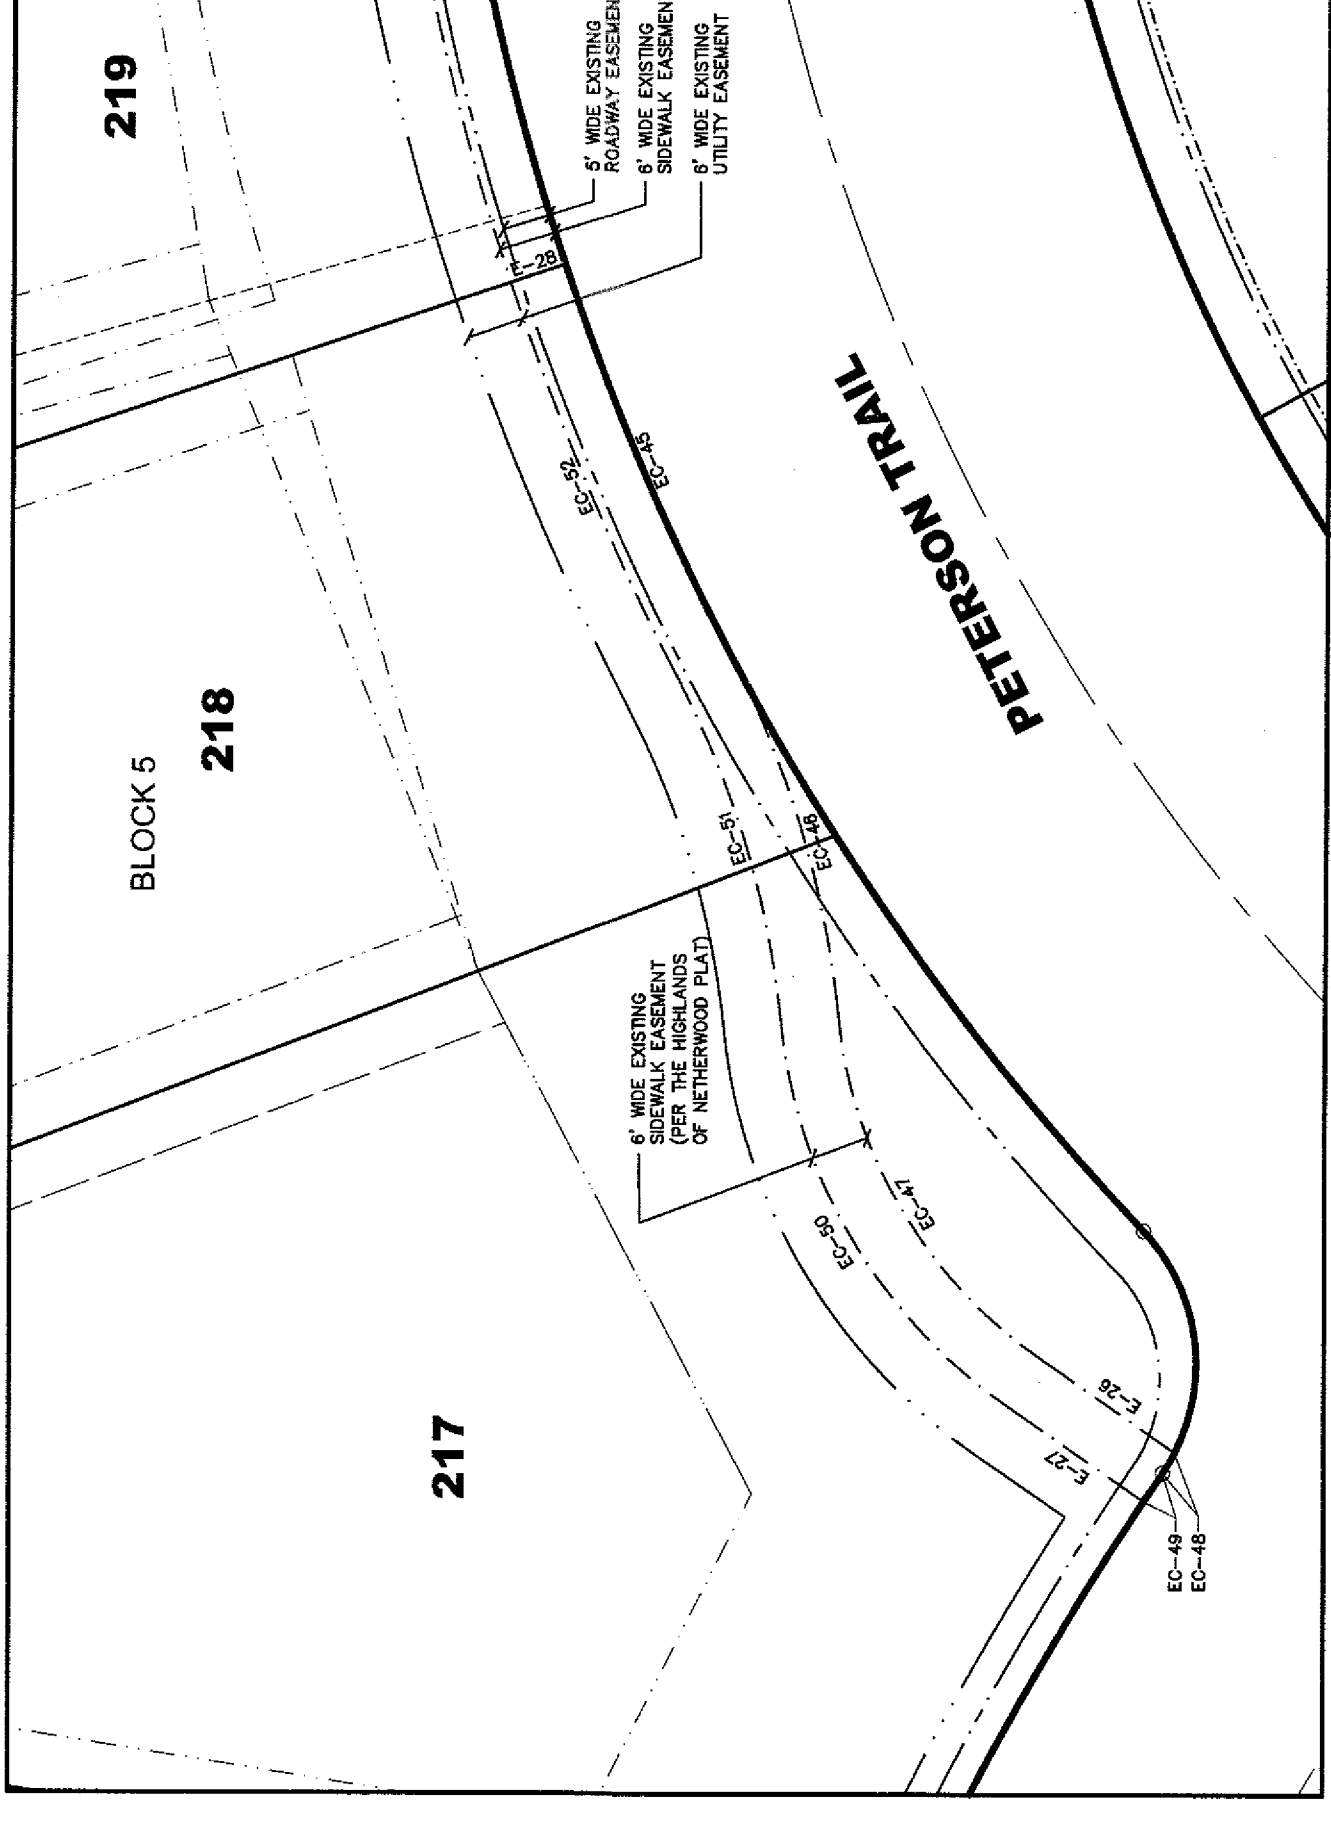 219
5' WIDE EXISTING
ROADWAY EASEMEN
6' WIDE EXISTING
SIDEWALK EASEMEN
6' WIDE EXISTING
UTILITY EASEMENT
E-28
EC-52
EC-45
PETERSON TRAIL
BLOCK 5
218
EC-51
EC-46
6' WIDE EXISTING
SIDEWALK EASEMENT
(PER THE HIGHLANDS
OF NETHERWOOD PLAT)
EC-50
EC-47
217
E-26
E-27
EC-49
EC-48